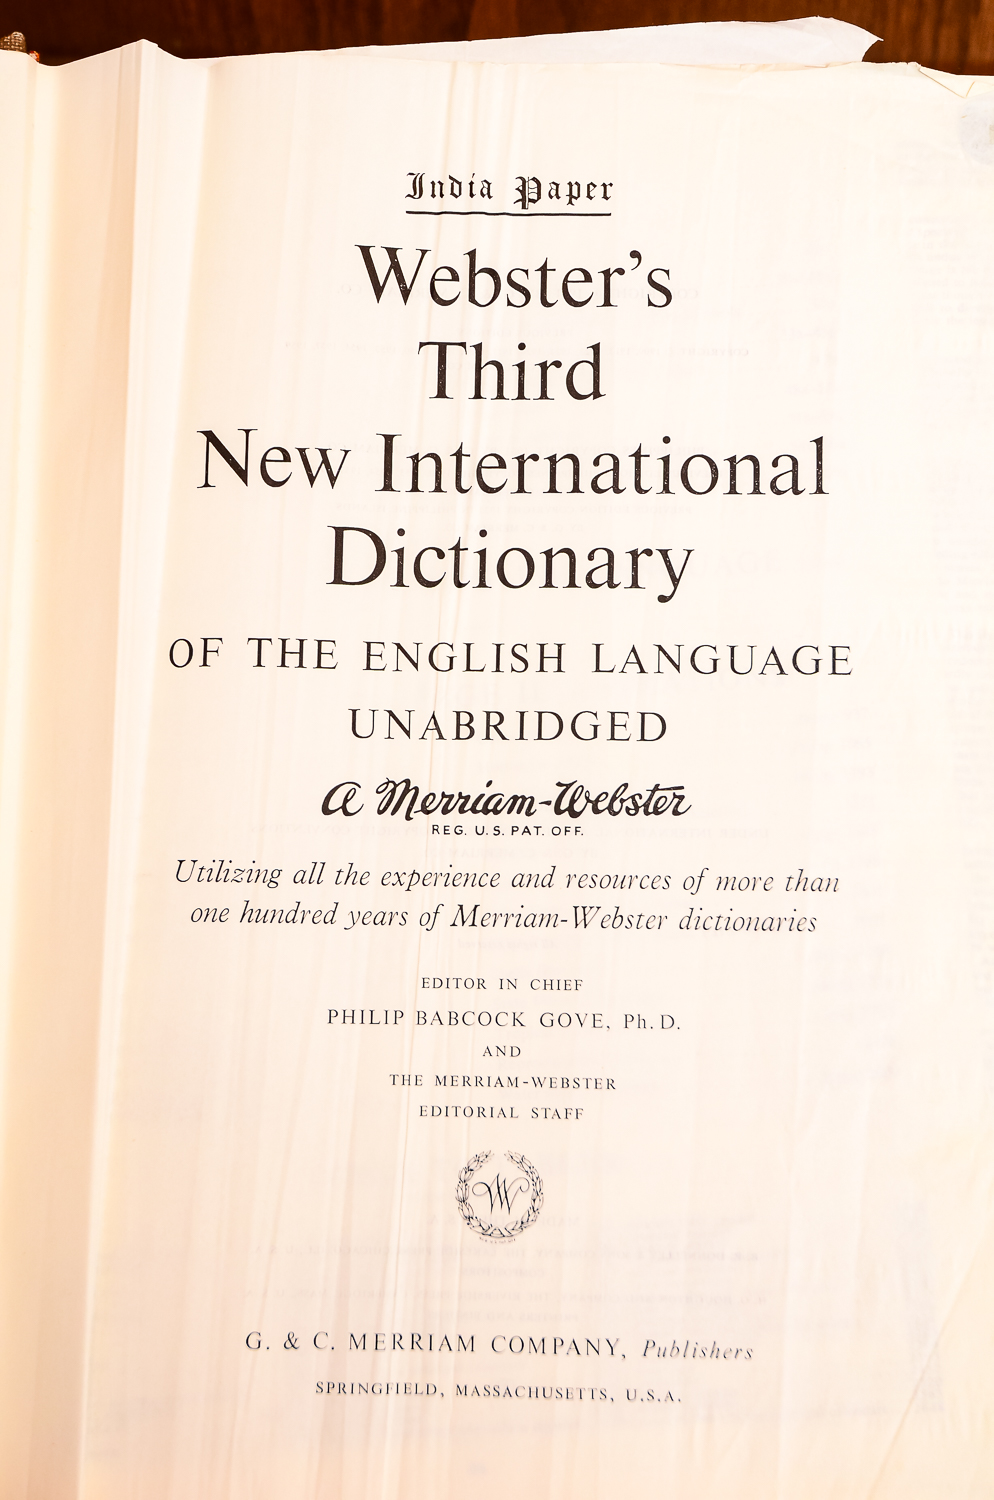 India Paper
Webster's
Third
New International
Dictionary
OF THE ENGLISH LANGUAGE
UNABRIDGED
A Merriam-Webster
REG. U.S. PAT. OFF.
Utilizing all the experience and resources of more than
one hundred years of Merriam-Webster dictionaries
EDITOR IN CHIEF
PHILIP BABCOCK GOVE, Ph.D.
AND
THE MERRIAM-WEBSTER
EDITORIAL STAFF
W
G. & C. MERRIAM COMPANY, Publishers
SPRINGFIELD, MASSACHUSETTS, U.S.A.